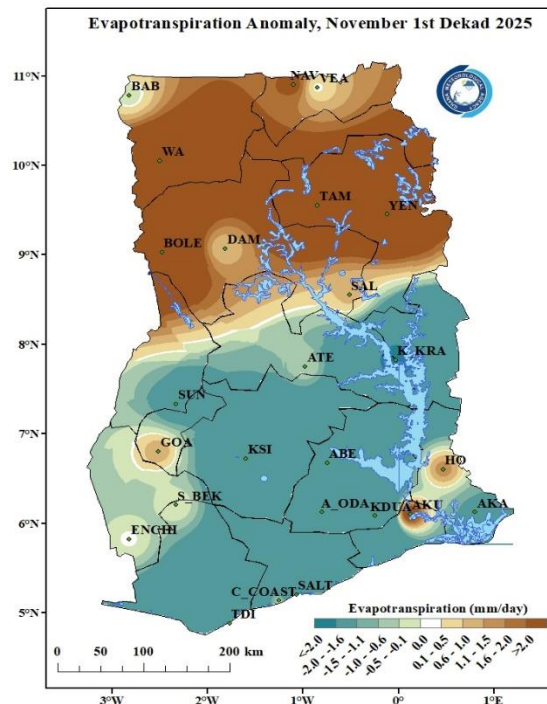 Evapotranspiration Anomaly, November 1st Dekad 2025
11°N
BAB
NAV
VEA
WA
10°N
TAM
YEN
BOLE
DAM
9°N
SAL
8°N
ATE
K_KRA
SUN
7°N
GOA
KSI
ABE
HO
S_BEK
A_ODA
KDUA
AKU
AKA
6°N
ENCHI
C_COAST
SALT
5°N
TDI
Evapotranspiration (mm/day)
<-2.0
-2.0 - -1.6
-1.5 - -1.1
-1.0 - -0.6
-0.5 - -0.1
0.0
0.1 - 0.5
0.6 - 1.0
1.1 - 1.5
1.6 - 2.0
>2.0
0 50 100 200 km
3°W 2°W 1°W 0° 1°E